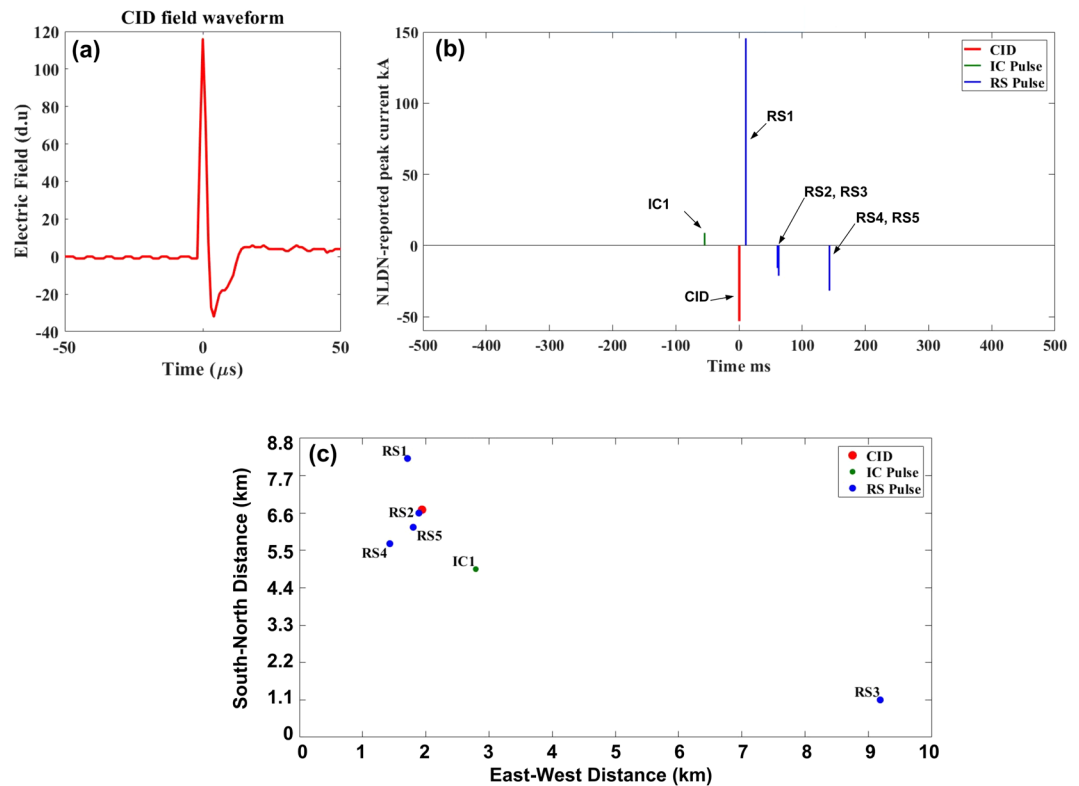 CID field waveform
(a)
120
100
80
60
40
20
0
-20
-40
-50
0
50
Electric Field (d.u)
Time (μs)
(b)
150
100
50
0
-50
-500
-400
-300
-200
-100
0
100
200
300
400
500
NLDN-reported peak current kA
Time ms
CID
IC Pulse
RS Pulse
RS1
IC1
RS2, RS3
RS4, RS5
CID
(c)
8.8
7.7
6.6
5.5
4.4
3.3
2.2
1.1
0
0
1
2
3
4
5
6
7
8
9
10
South-North Distance (km)
East-West Distance (km)
CID
IC Pulse
RS Pulse
RS1
RS2
RS5
RS4
IC1
RS3